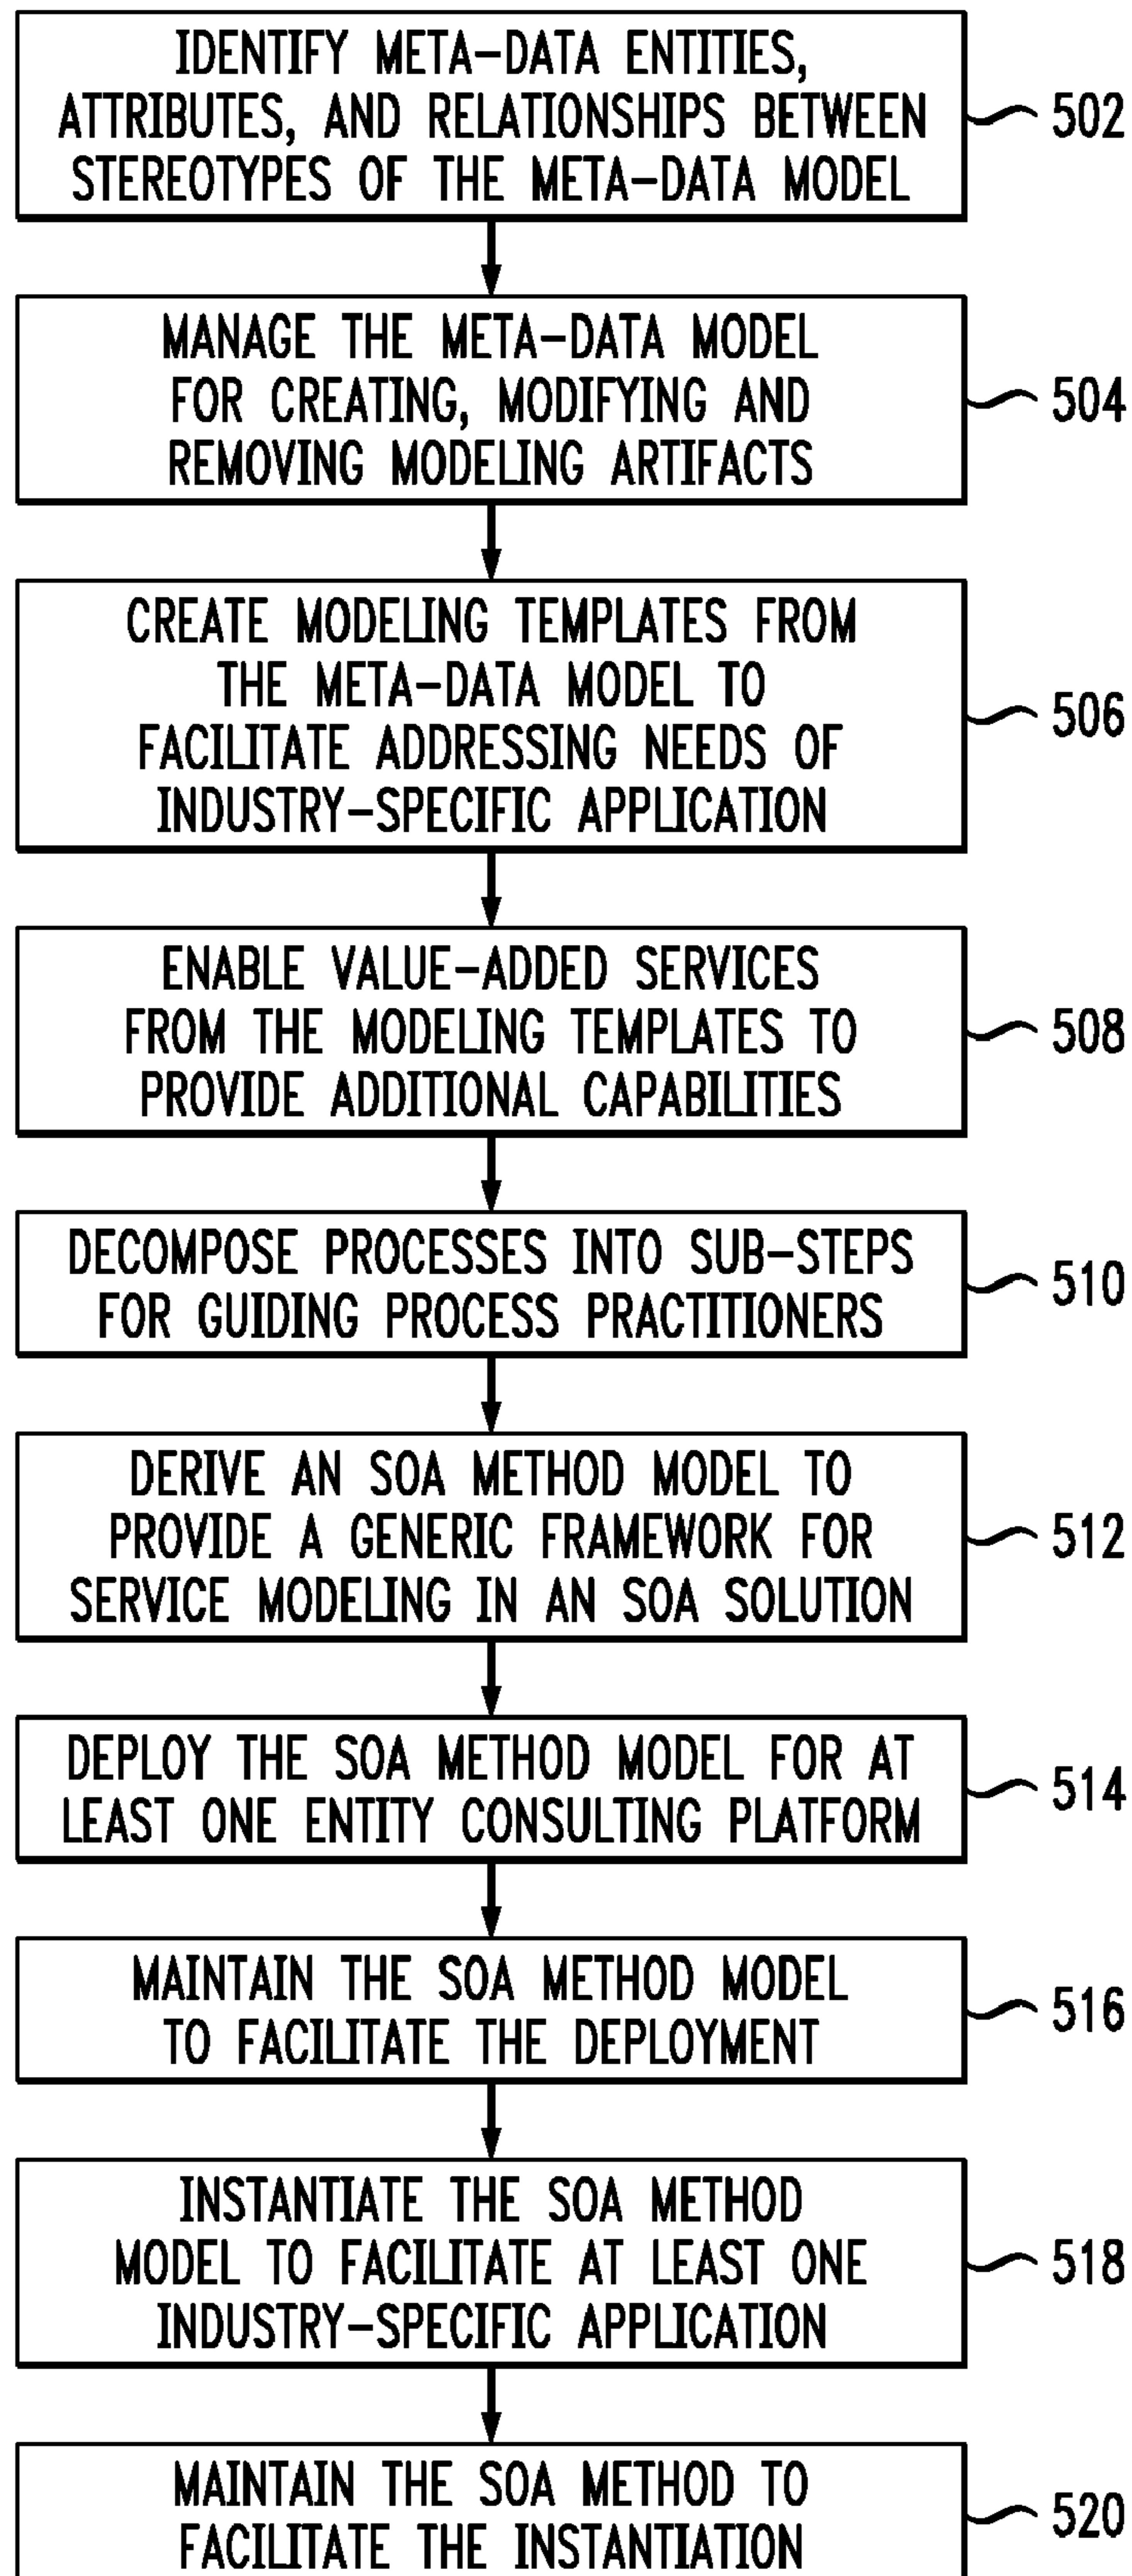 IDENTIFY META-DATA ENTITIES,
ATTRIBUTES, AND RELATIONSHIPS BETWEEN
STEREOTYPES OF THE META-DATA MODEL
502
MANAGE THE META-DATA MODEL
FOR CREATING, MODIFYING AND
REMOVING MODELING ARTIFACTS
504
CREATE MODELING TEMPLATES FROM
THE META-DATA MODEL TO
FACILITATE ADDRESSING NEEDS OF
INDUSTRY-SPECIFIC APPLICATION
506
ENABLE VALUE-ADDED SERVICES
FROM THE MODELING TEMPLATES TO
PROVIDE ADDITIONAL CAPABILITIES
508
DECOMPOSE PROCESSES INTO SUB-STEPS
FOR GUIDING PROCESS PRACTITIONERS
510
DERIVE AN SOA METHOD MODEL TO
PROVIDE A GENERIC FRAMEWORK FOR
SERVICE MODELING IN AN SOA SOLUTION
512
DEPLOY THE SOA METHOD MODEL FOR AT
LEAST ONE ENTITY CONSULTING PLATFORM
514
MAINTAIN THE SOA METHOD MODEL
TO FACILITATE THE DEPLOYMENT
516
INSTANTIATE THE SOA METHOD
MODEL TO FACILITATE AT LEAST ONE
INDUSTRY-SPECIFIC APPLICATION
518
MAINTAIN THE SOA METHOD TO
FACILITATE THE INSTANTIATION
520